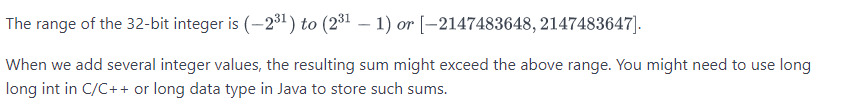 The range of the 32-bit integer is (−2³¹) to (2³¹ − 1) or [−2147483648, 2147483647].
When we add several integer values, the resulting sum might exceed the above range. You might need to use long
long int in C/C++ or long data type in Java to store such sums.